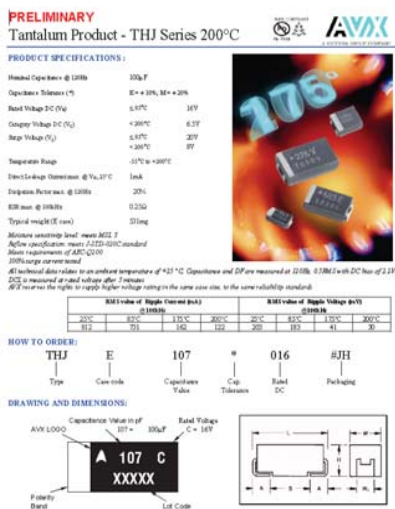 PRELIMINARY
Tantalum Product - THJ Series 200°C
AVAX
PRODUCT SPECIFICATIONS:
Nominal Capacitance @ 120Hz 100µF
Capacitance Tolerance (*) K=±10%, M=±20%
Rated Voltage DC (VR) ≤85°C 16V
Category Voltage DC (VC) <200°C 6.5V
Surge Voltage (VS) ≤85°C 20V
<200°C 8V
Temperature Range -55°C to +200°C
Direct Leakage Current max. @ VR, 25°C 1mA
Dissipation Factor max. @ 120Hz 20%
ESR max. @ 100kHz 0.25Ω
Typical weight (E case) 531mg
Moisture sensitivity level: meets MSL 3
Reflow specification: meets J-STD-020C standard
Meets requirements of AEC-Q200
100% surge current tested
All technical data relates to an ambient temperature of +25°C. Capacitance and DF are measured at 120Hz, 0.5RMS with DC bias of 2.2V
DCL is measured at rated voltage after 5 minutes
AVX reserves the rights to supply higher voltage rating in the same case size, to the same reliability standards
RMS value of Ripple Current (mA) RMS value of Ripple Voltage (mV)
@100kHz @100kHz
25°C 85°C 175°C 200°C 25°C 85°C 175°C 200°C
812 731 162 122 203 183 41 30
HOW TO ORDER:
THJ E 107 * 016 #JH
Type Case code Capacitance Cap. Rated Packaging
Value Tolerance DC
DRAWING AND DIMENSIONS:
Capacitance Value in pF Rated Voltage
AVX LOGO 107 = 100µF C = 16V
107 C
XXXXX
Polarity
Band
Lot Code
L
W
H
A S A